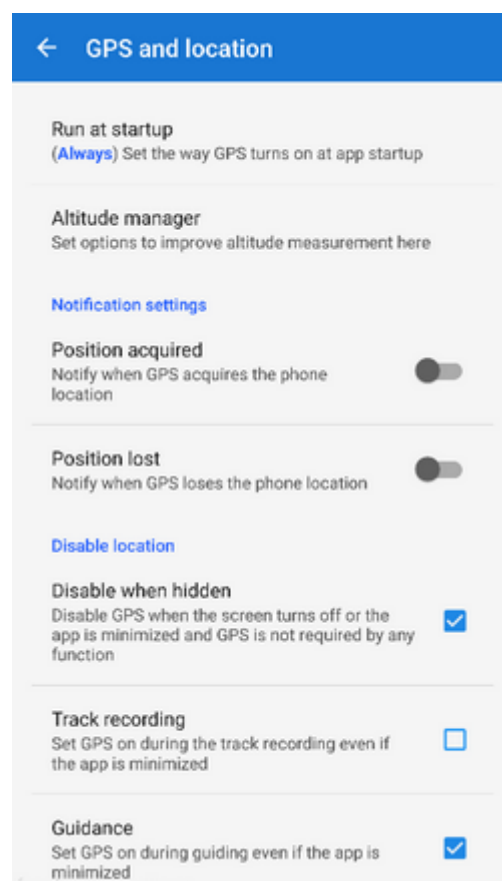 GPS and location
Run at startup
(Always) Set the way GPS turns on at app startup
Altitude manager
Set options to improve altitude measurement here
Notification settings
Position acquired
Notify when GPS acquires the phone
location
Position lost
Notify when GPS loses the phone location
Disable location
Disable when hidden
Disable GPS when the screen turns off or the
app is minimized and GPS is not required by any
function
Track recording
Set GPS on during the track recording even if
the app is minimized
Guidance
Set GPS on during guiding even if the app is
minimized